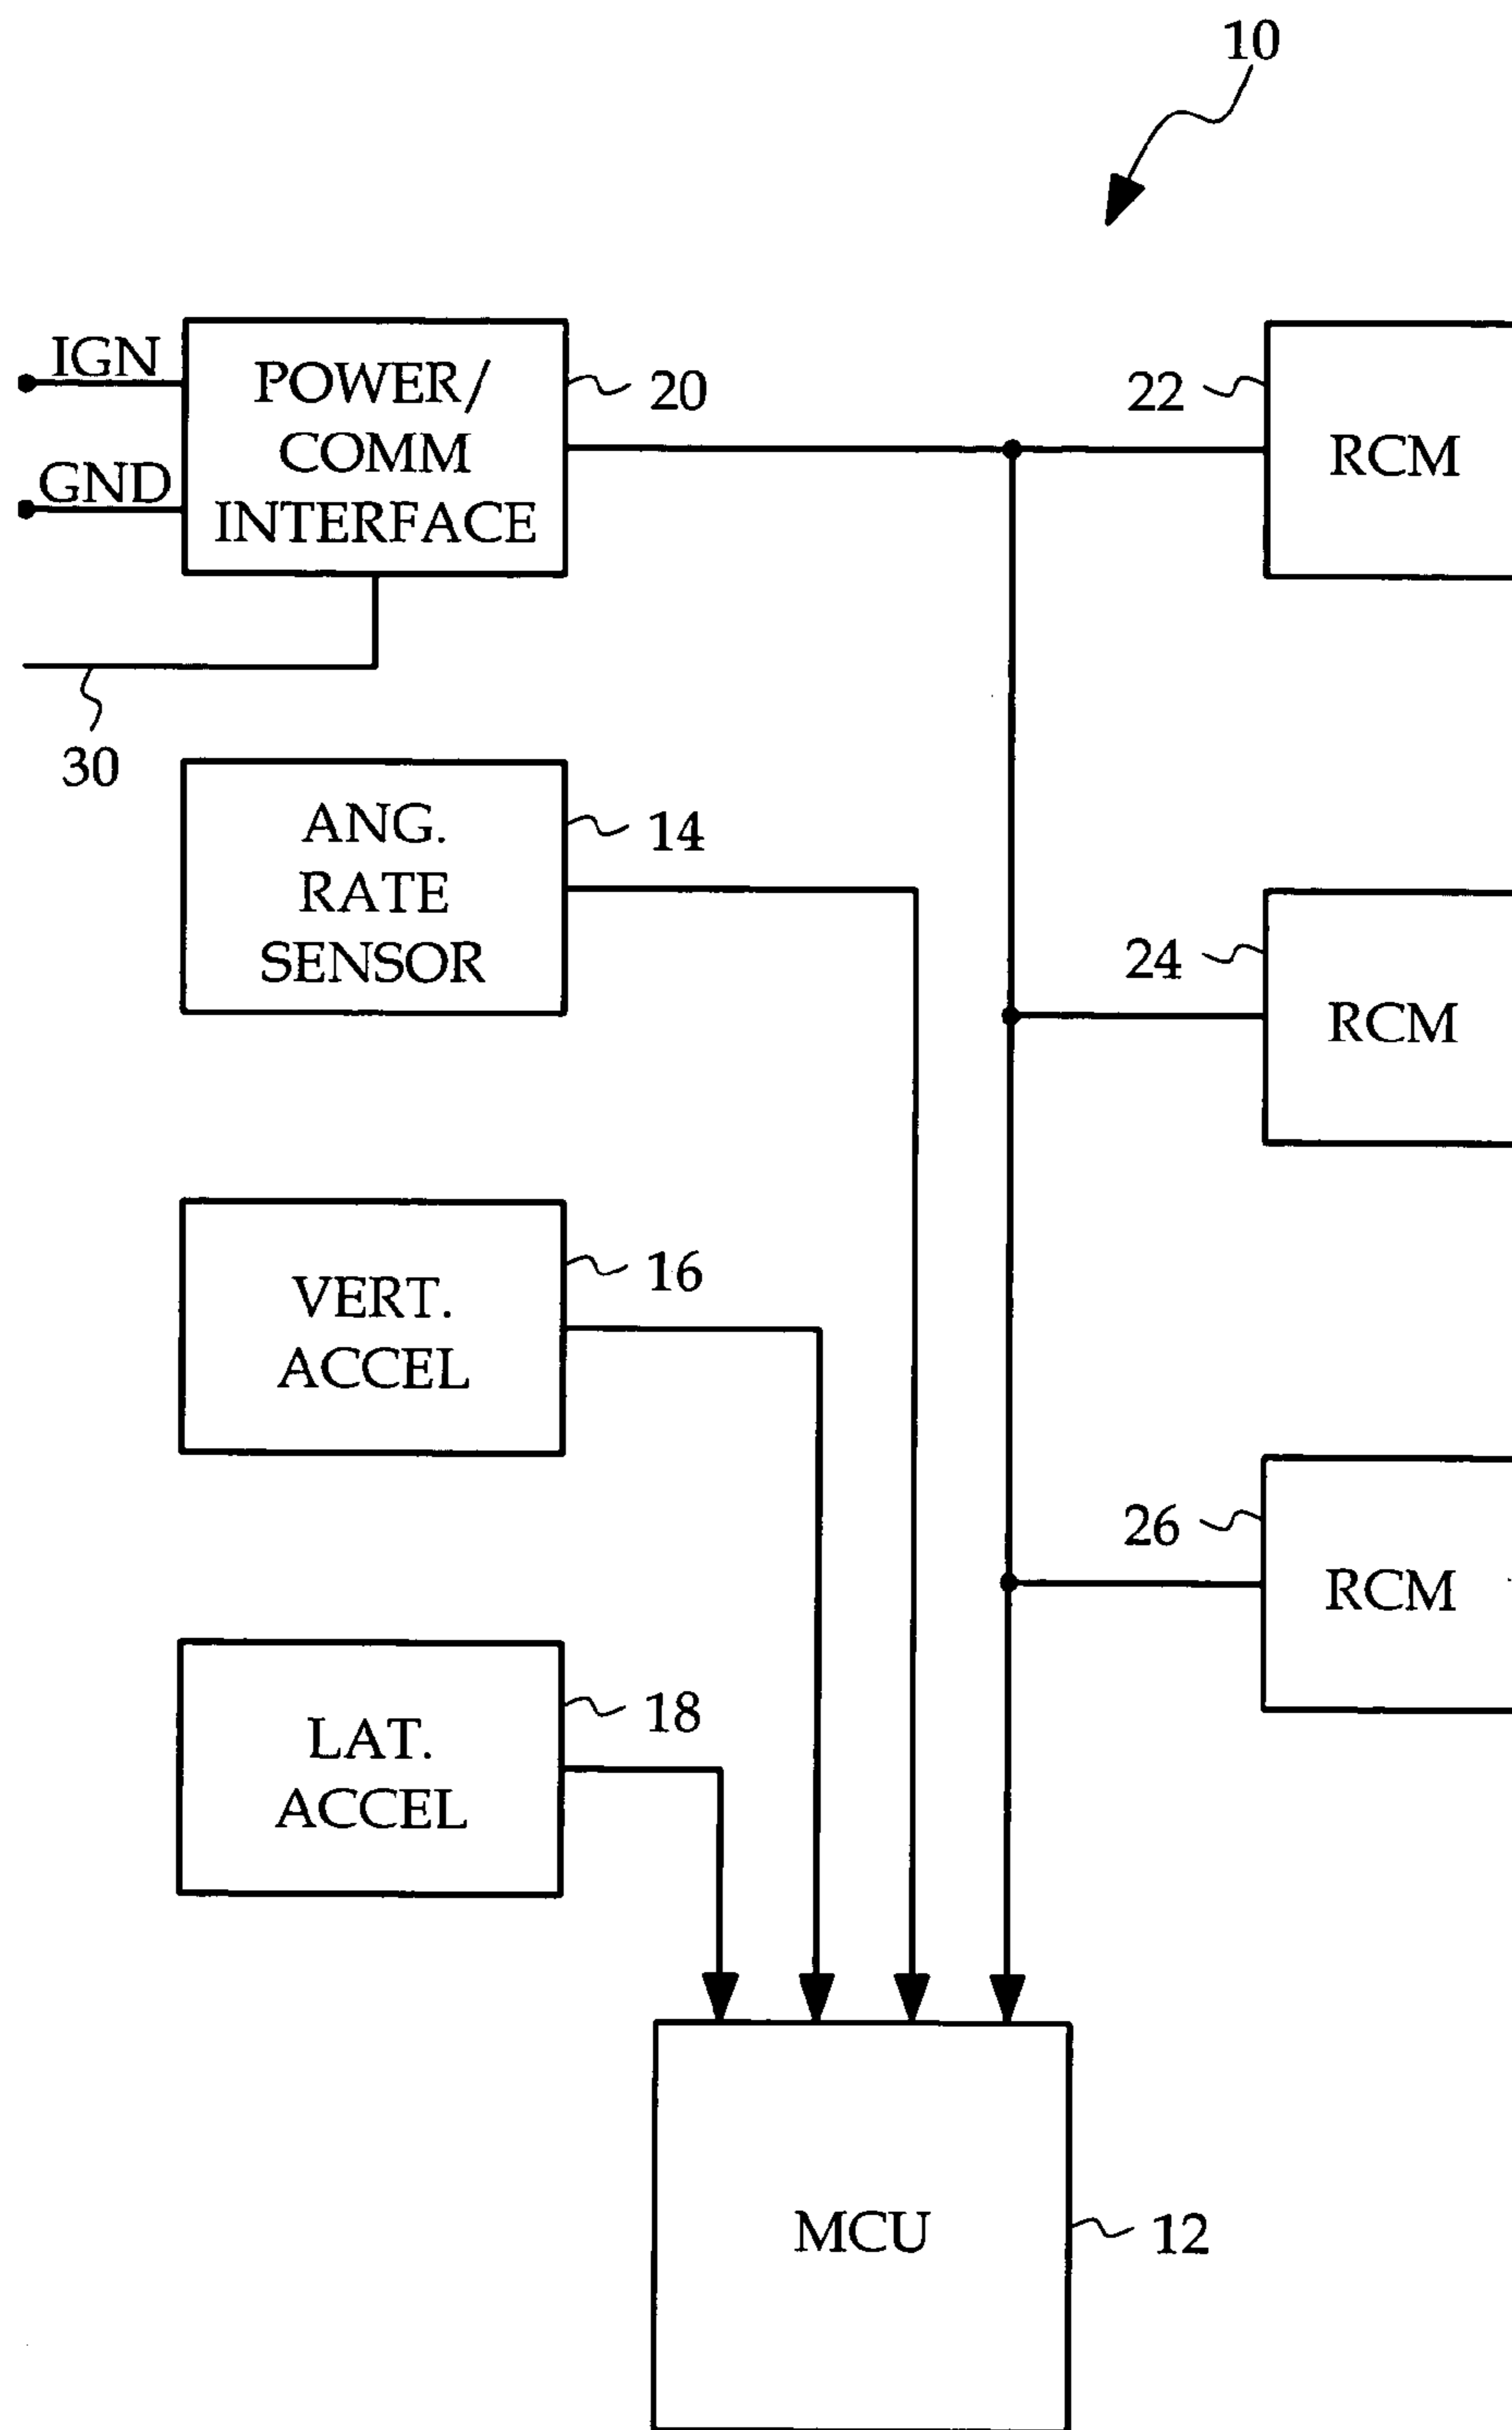 10
IGN
POWER/
COMM
INTERFACE
20
GND
22
RCM
30
ANG.
RATE
SENSOR
14
24
RCM
VERT.
ACCEL
16
26
RCM
LAT.
ACCEL
18
MCU
12